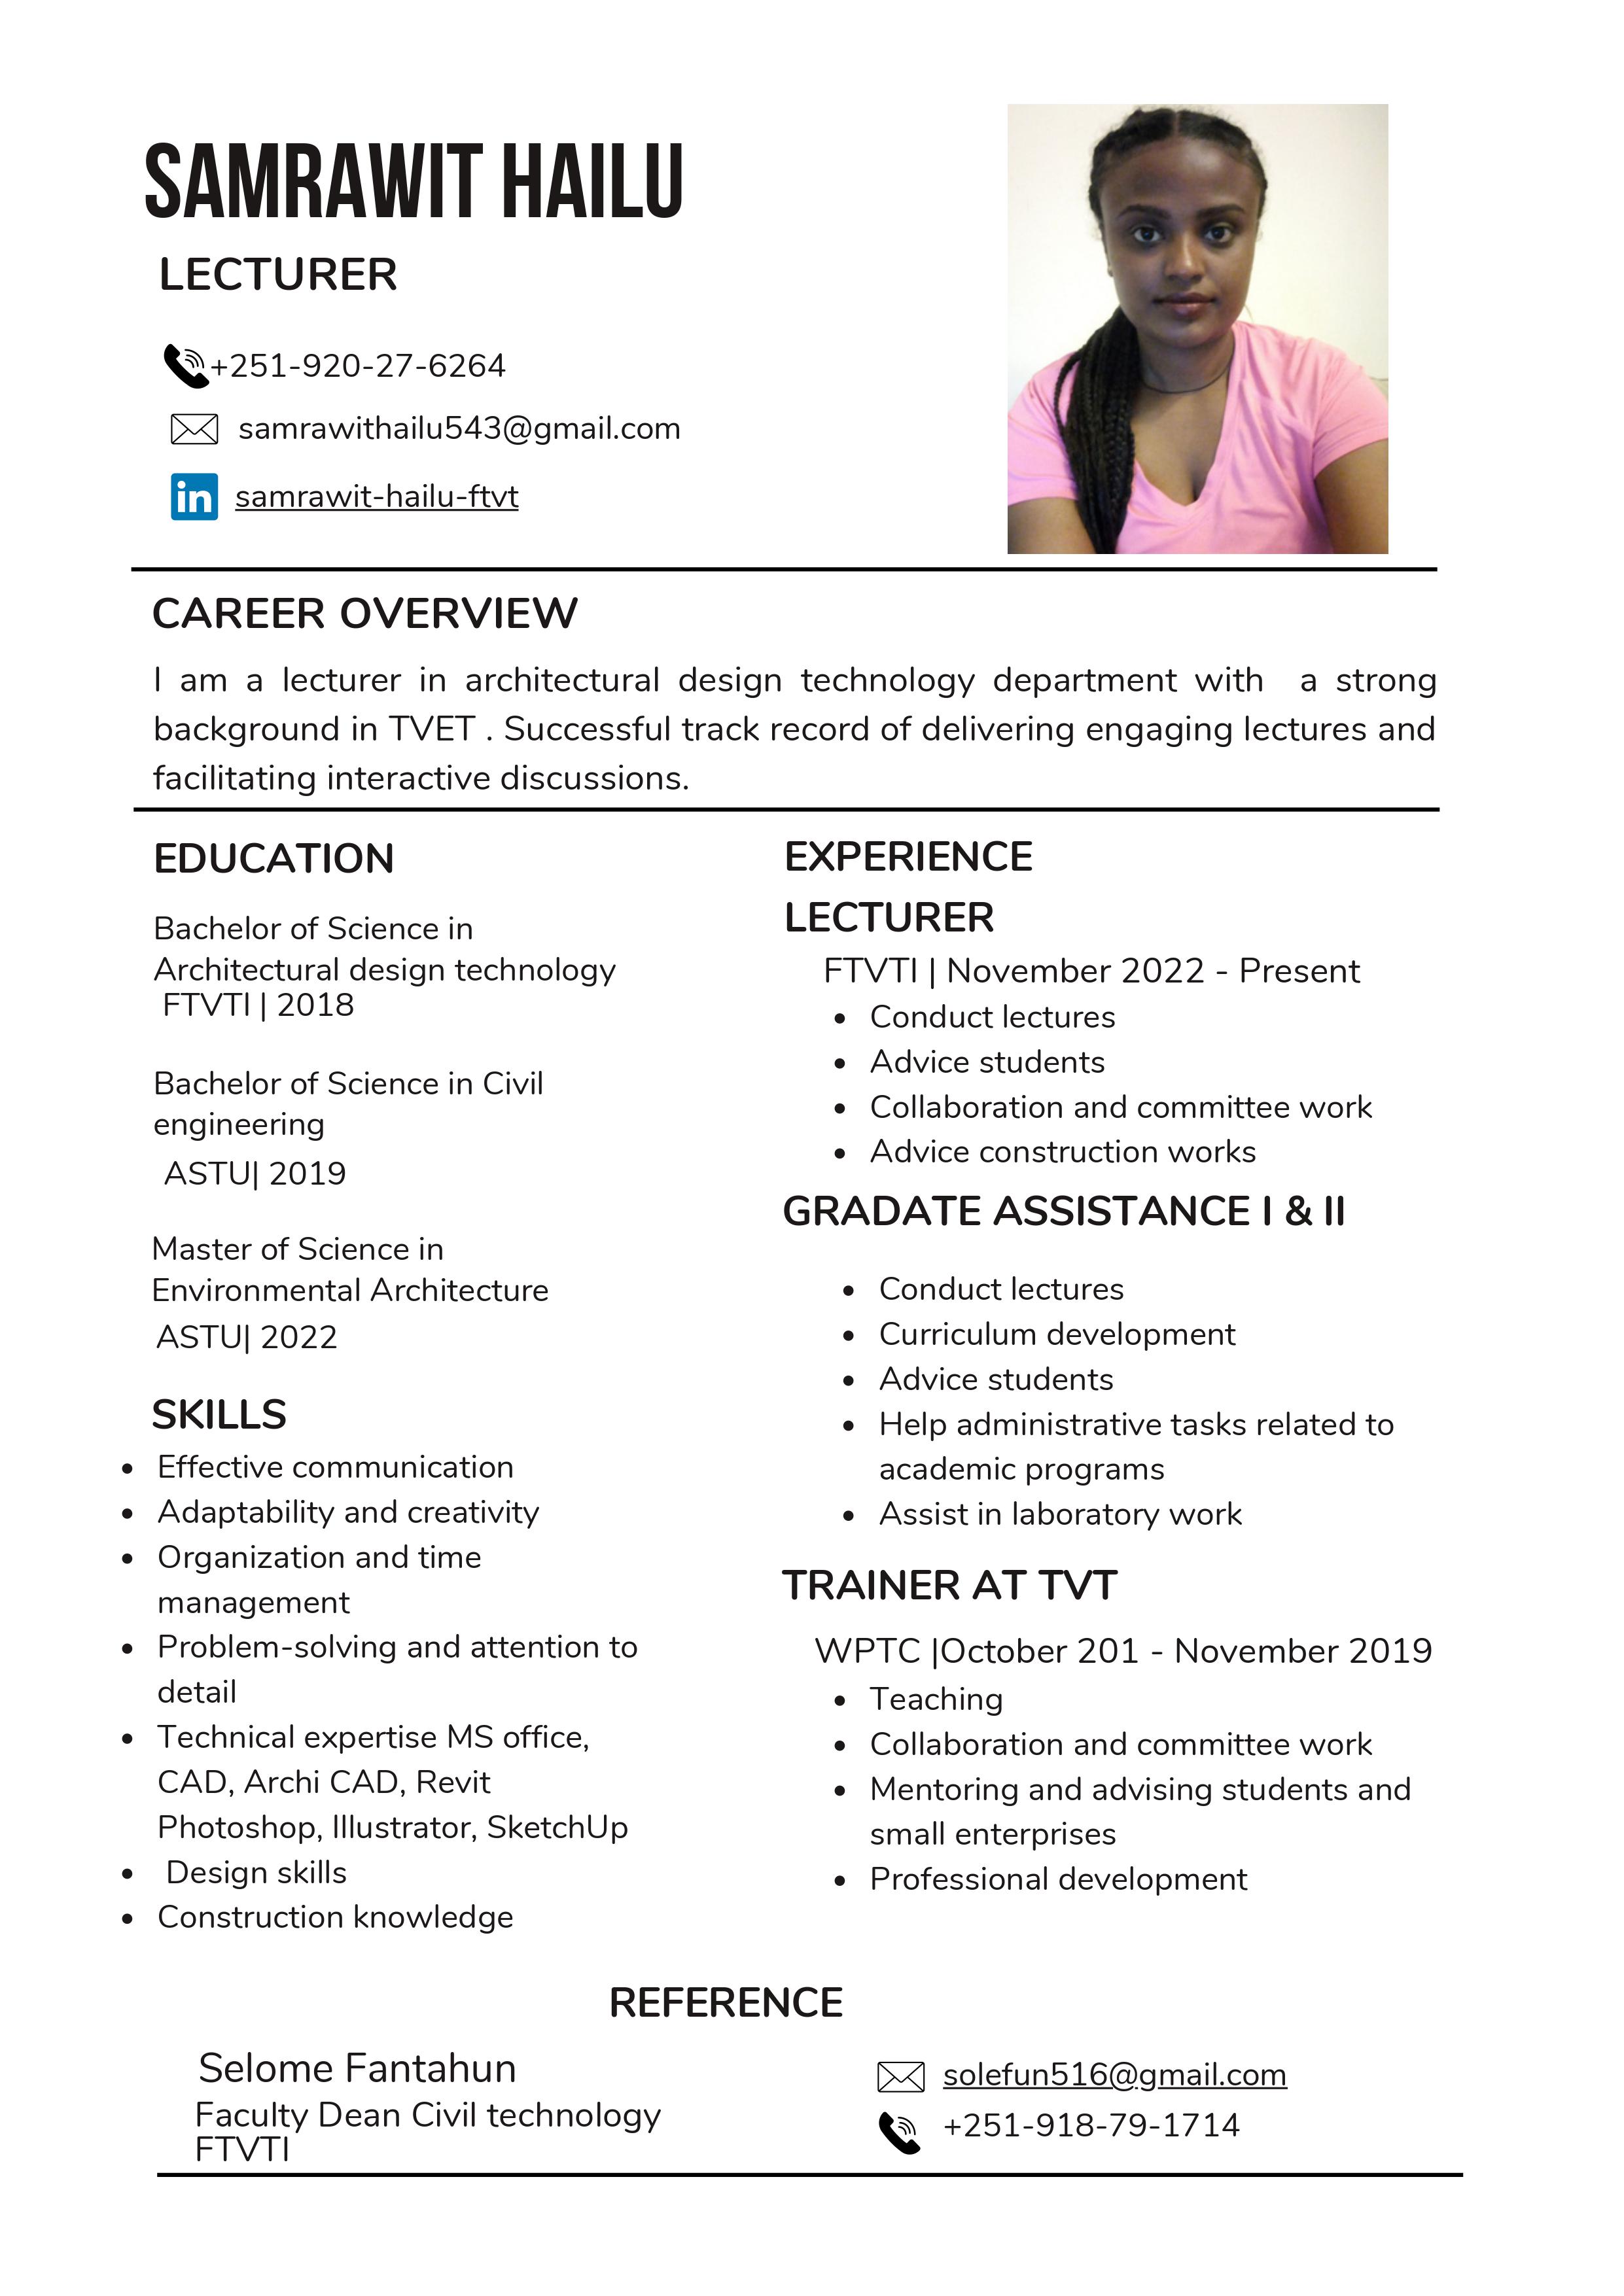 SAMRAWIT HAILU
LECTURER
+251-920-27-6264
samrawithailu543@gmail.com
in samrawit-hailu-ftvt
CAREER OVERVIEW
I am a lecturer in architectural design technology department with a strong
background in TVET . Successful track record of delivering engaging lectures and
facilitating interactive discussions.
EDUCATION
Bachelor of Science in
Architectural design technology
FTVTI | 2018
Bachelor of Science in Civil
engineering
ASTU| 2019
Master of Science in
Environmental Architecture
ASTU| 2022
SKILLS
• Effective communication
• Adaptability and creativity
• Organization and time
management
• Problem-solving and attention to
detail
• Technical expertise MS office,
CAD, Archi CAD, Revit
Photoshop, Illustrator, SketchUp
• Design skills
• Construction knowledge
EXPERIENCE
LECTURER
FTVTI | November 2022 - Present
• Conduct lectures
• Advice students
• Collaboration and committee work
• Advice construction works
GRADATE ASSISTANCE I & II
• Conduct lectures
• Curriculum development
• Advice students
• Help administrative tasks related to
academic programs
• Assist in laboratory work
TRAINER AT TVT
WPTC |October 201 - November 2019
• Teaching
• Collaboration and committee work
• Mentoring and advising students and
small enterprises
• Professional development
REFERENCE
Selome Fantahun
Faculty Dean Civil technology
FTVTI
solefun516@gmail.com
+251-918-79-1714